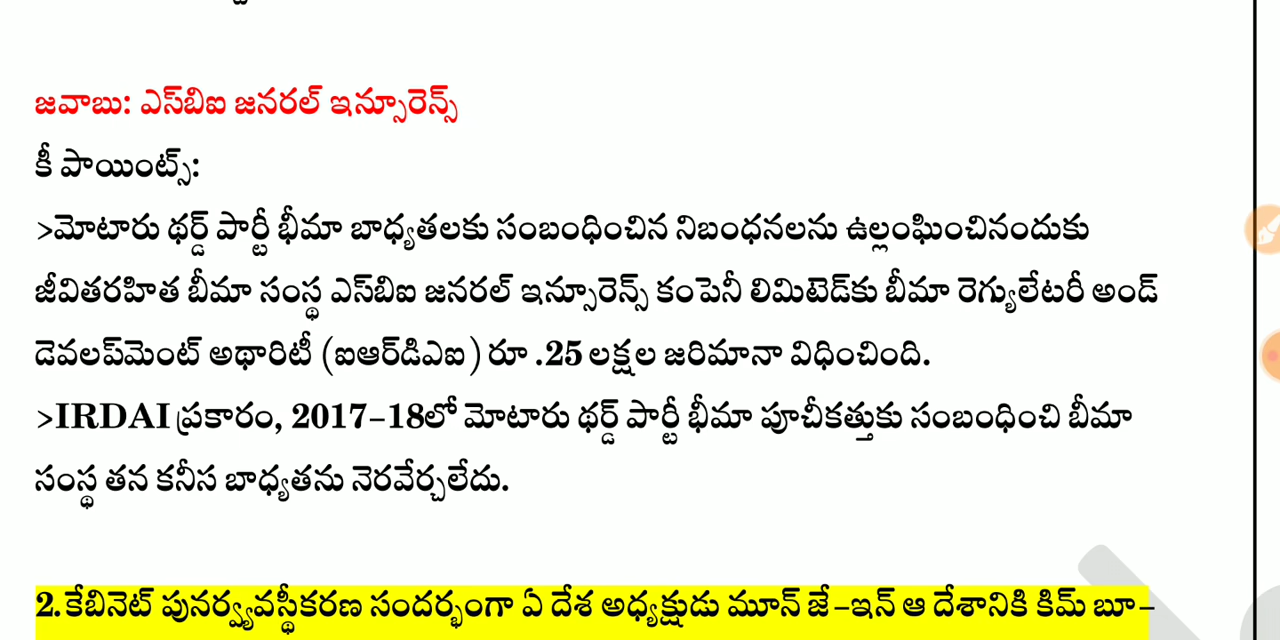 జవాబు: ఎస్‌బిఐ జనరల్ ఇన్సూరెన్స్
కీ పాయింట్స్:
>మోటారు థర్డ్ పార్టీ భీమా బాధ్యతలకు సంబంధించిన నిబంధనలను ఉల్లంఘించినందుకు
జీవితరహిత బీమా సంస్థ ఎస్‌బిఐ జనరల్ ఇన్సూరెన్స్ కంపెనీ లిమిటెడ్‌కు బీమా రెగ్యులేటరీ అండ్
డెవలప్‌మెంట్ అథారిటీ (ఐఆర్‌డిఎఐ) రూ .25 లక్షల జరిమానా విధించింది.
>IRDAI ప్రకారం, 2017-18లో మోటారు థర్డ్ పార్టీ భీమా పూచీకత్తుకు సంబంధించి బీమా
సంస్థ తన కనీస బాధ్యతను నెరవేర్చలేదు.
2.కేబినెట్ పునర్వ్యవస్థీకరణ సందర్భంగా ఏ దేశ అధ్యక్షుడు మూన్ జే-ఇన్ ఆ దేశానికి కిమ్ బూ-